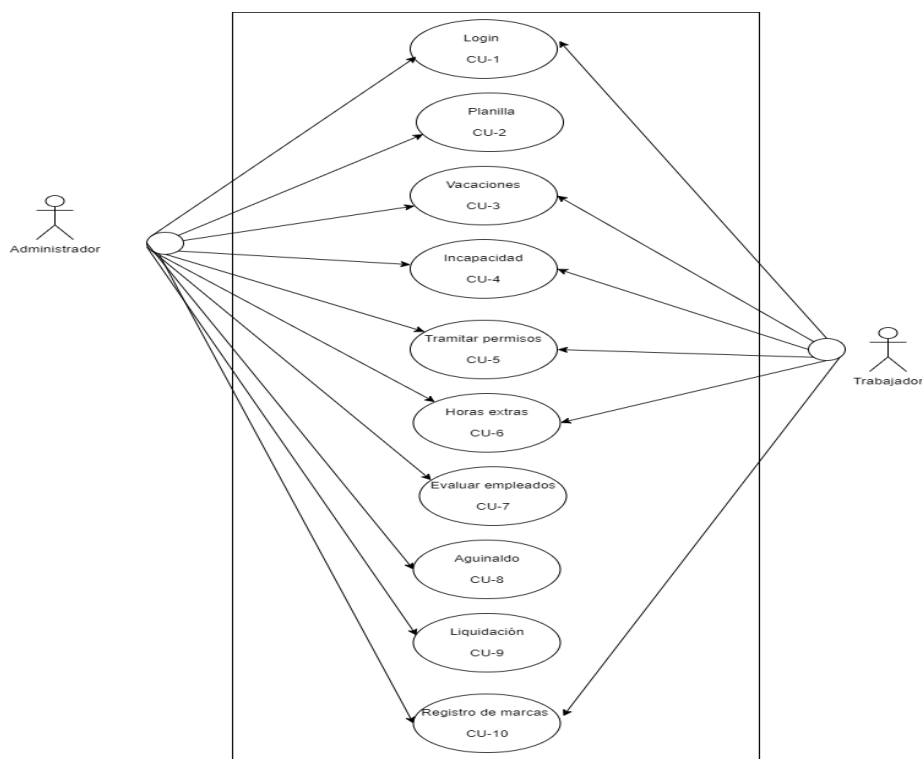 Login
CU-1
Planilla
CU-2
Vacaciones
CU-3
Administrador
Incapacidad
CU-4
Tramitar permisos
CU-5
Trabajador
Horas extras
CU-6
Evaluar empleados
CU-7
Aguinaldo
CU-8
Liquidación
CU-9
Registro de marcas
CU-10